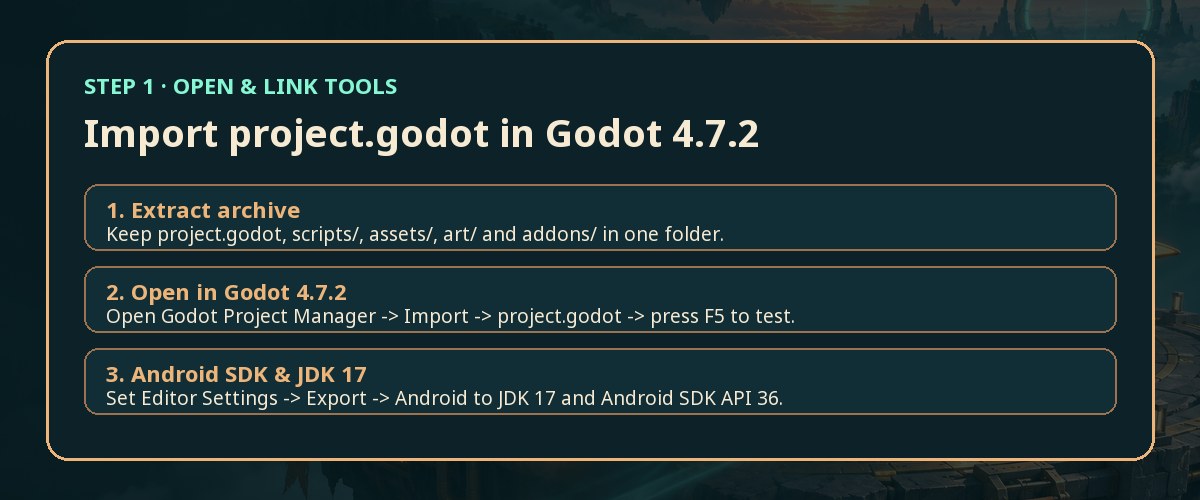 STEP 1 · OPEN & LINK TOOLS
Import project.godot in Godot 4.7.2
1. Extract archive
Keep project.godot, scripts/, assets/, art/ and addons/ in one folder.
2. Open in Godot 4.7.2
Open Godot Project Manager -> Import -> project.godot -> press F5 to test.
3. Android SDK & JDK 17
Set Editor Settings -> Export -> Android to JDK 17 and Android SDK API 36.